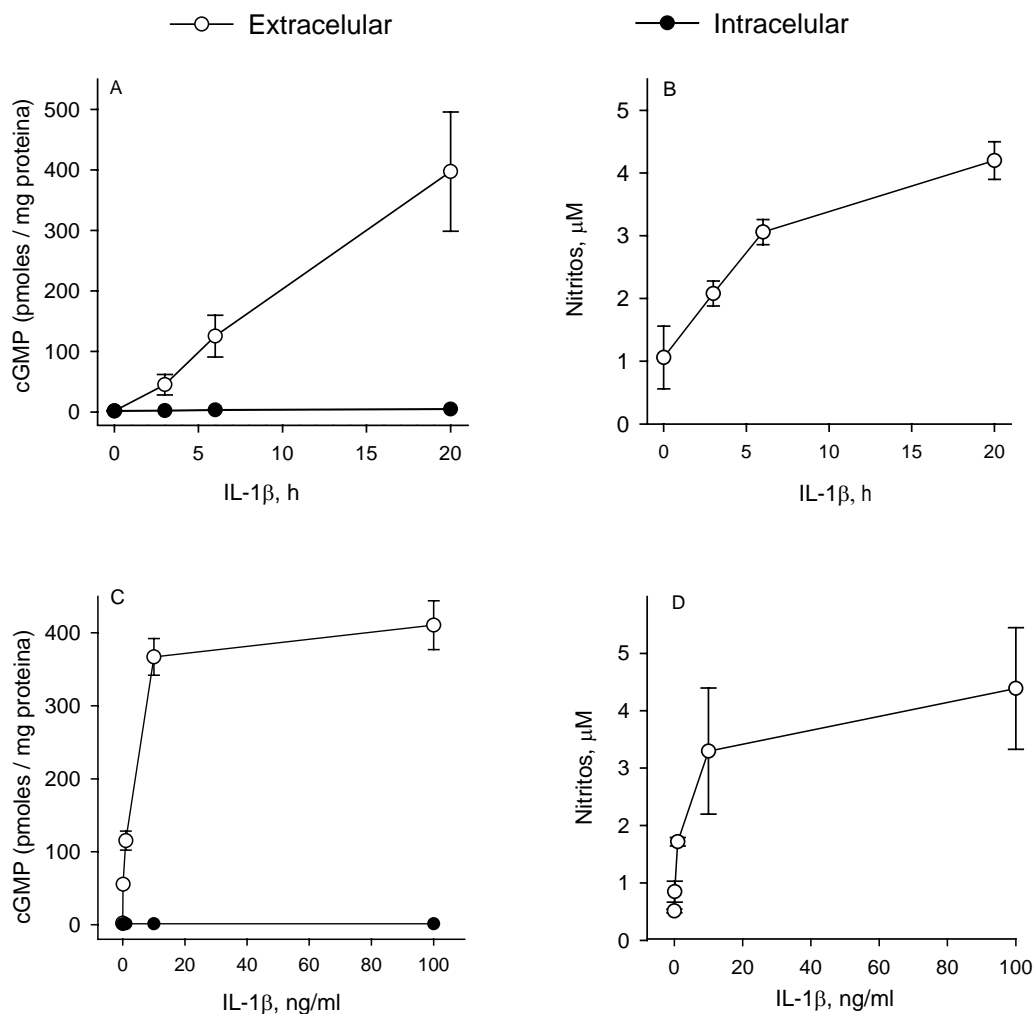 Extracelular
Intracelular
A
500
400
300
200
100
0
cGMP (pmoles / mg proteina)
0 5 10 15 20
IL-1β, h
B
5
4
3
2
1
0
Nitritos, μM
0 5 10 15 20
IL-1β, h
C
400
300
200
100
0
cGMP (pmoles / mg proteina)
0 20 40 60 80 100
IL-1β, ng/ml
D
5
4
3
2
1
0
Nitritos, μM
0 20 40 60 80 100
IL-1β, ng/ml